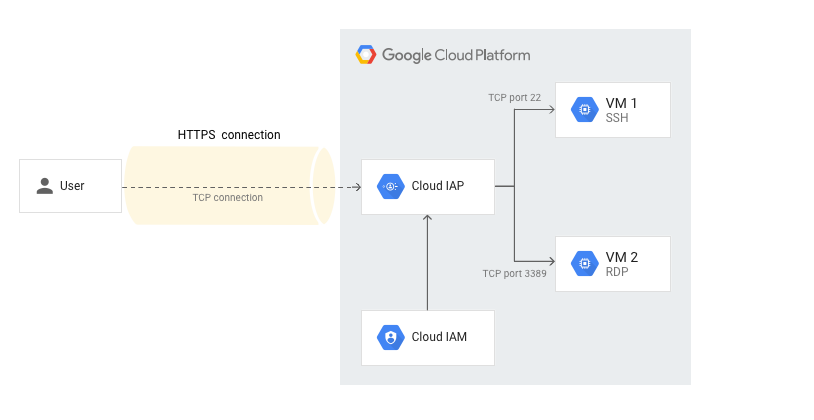 Google Cloud Platform
TCP port 22
VM 1
SSH
HTTPS connection
User
TCP connection
Cloud IAP
VM 2
RDP
TCP port 3389
Cloud IAM